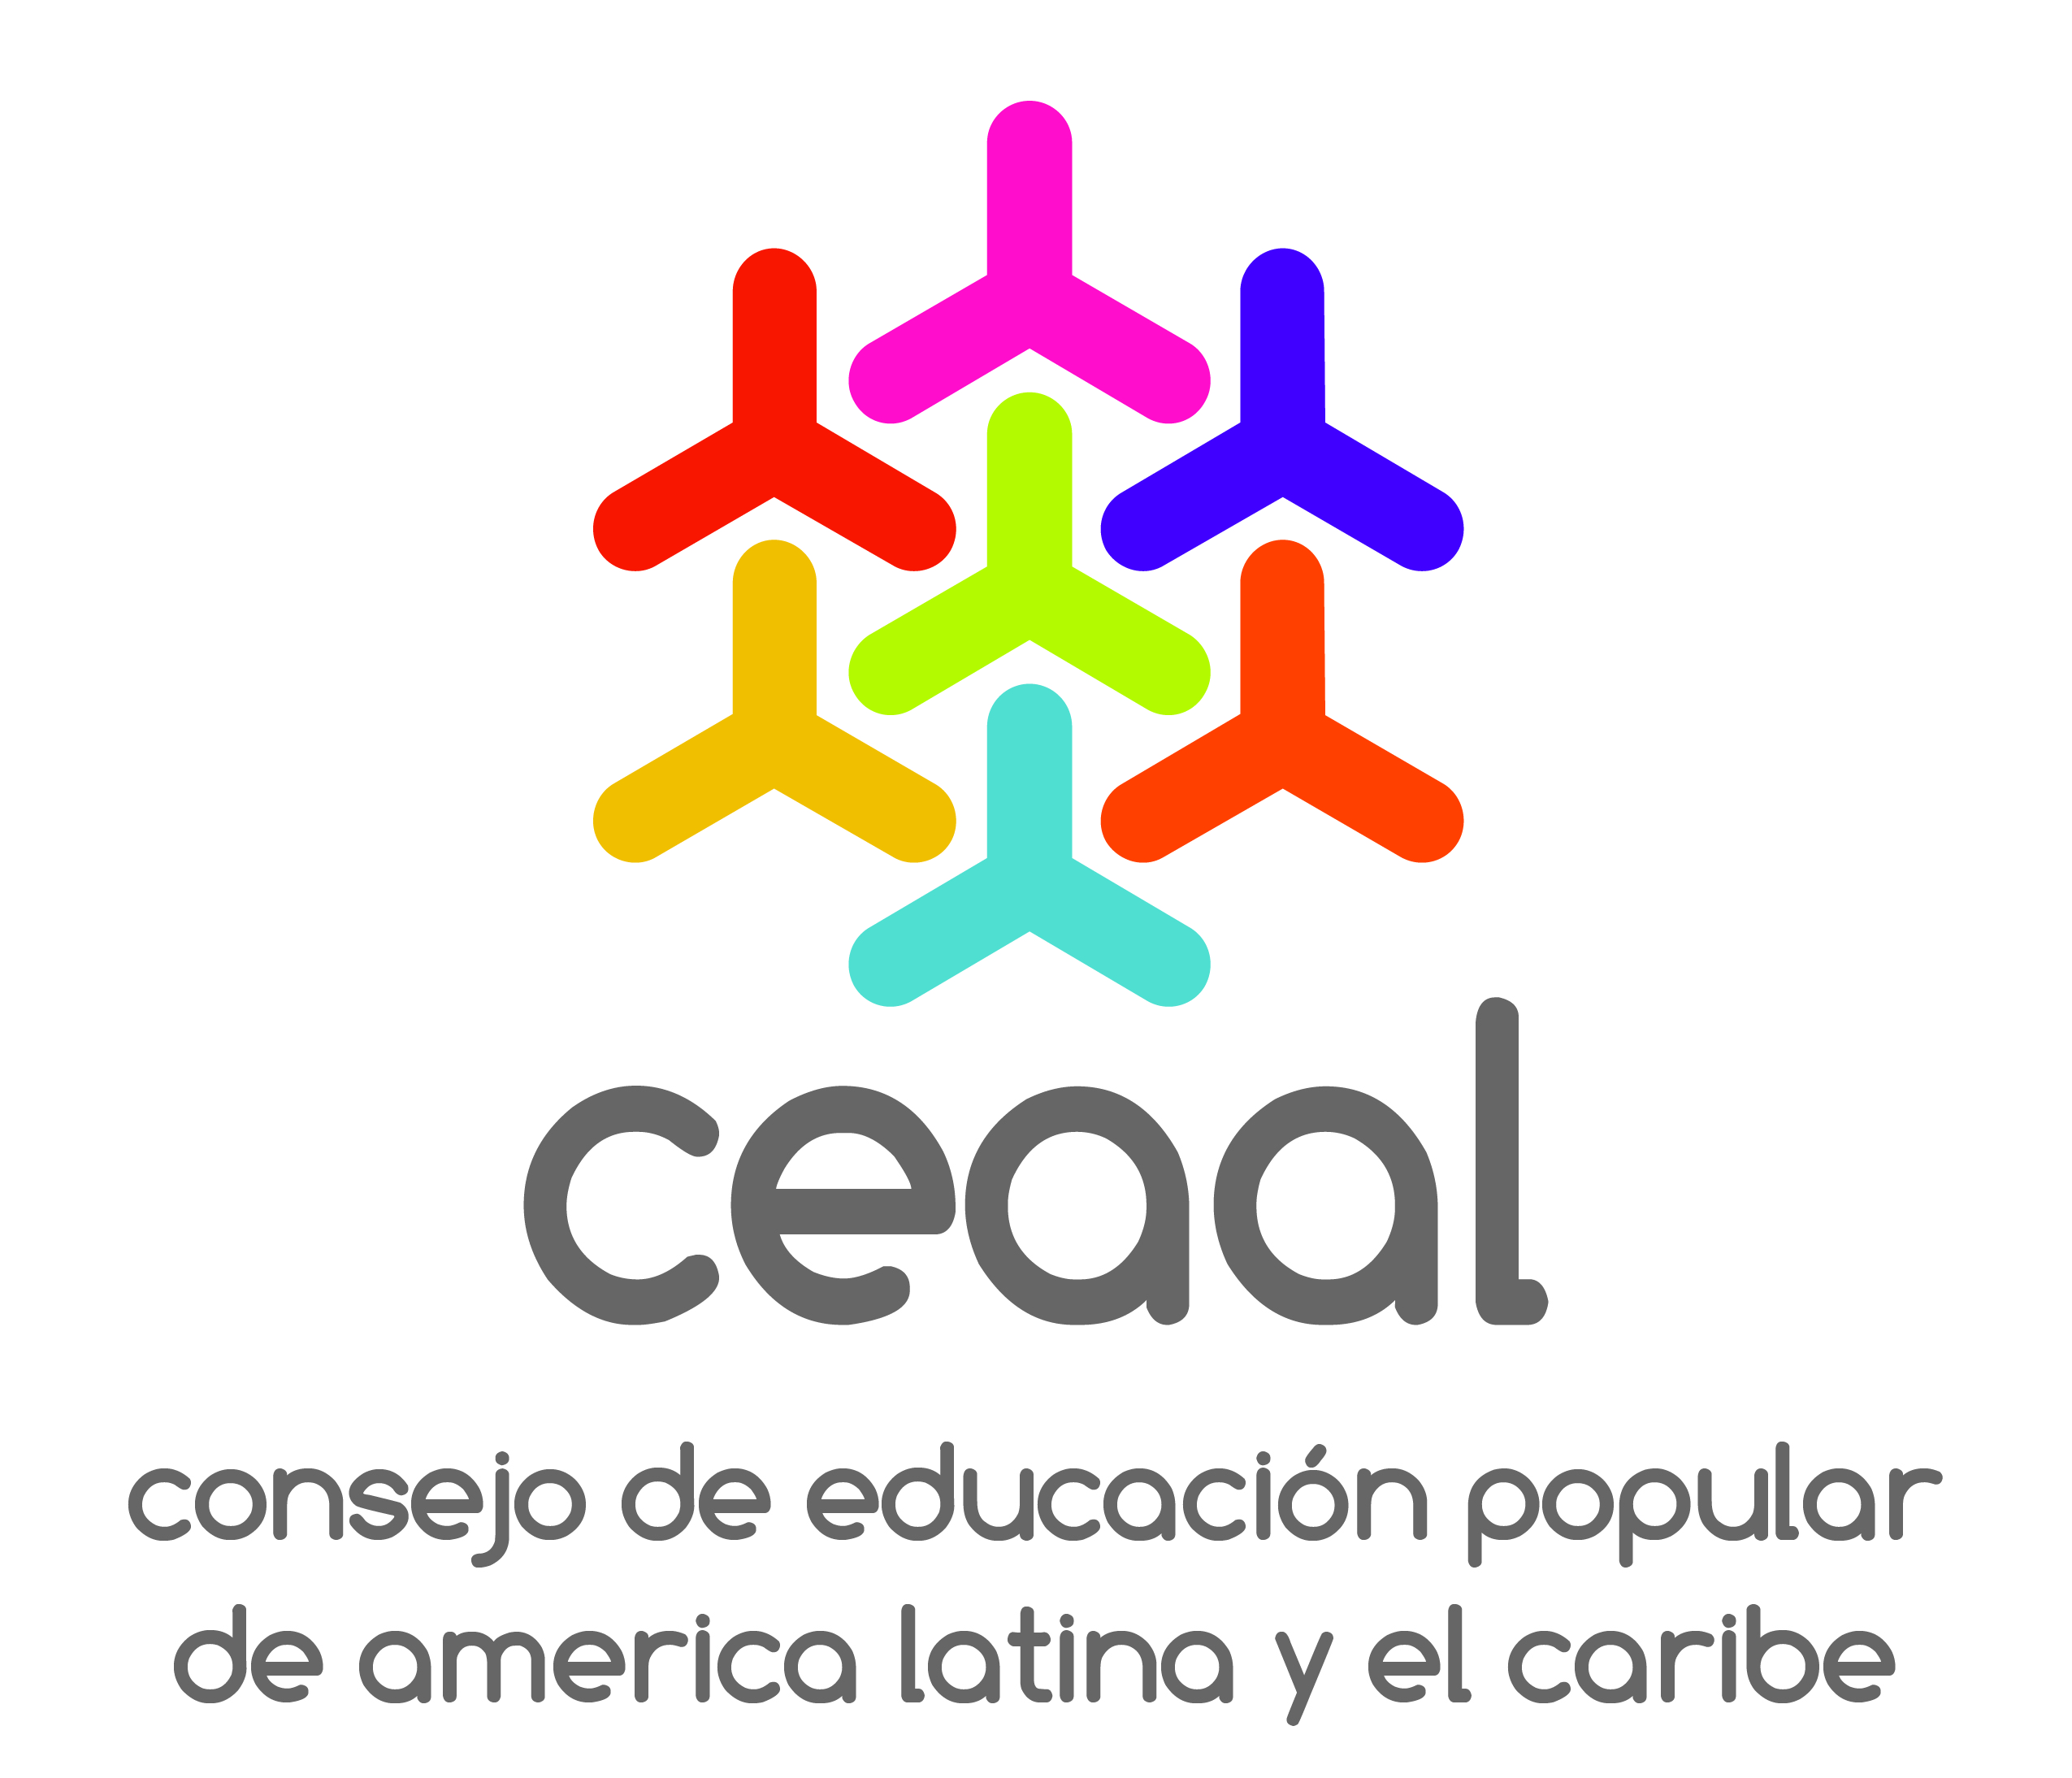 ceaal
consejo de educación popular
de america latina y el caribe